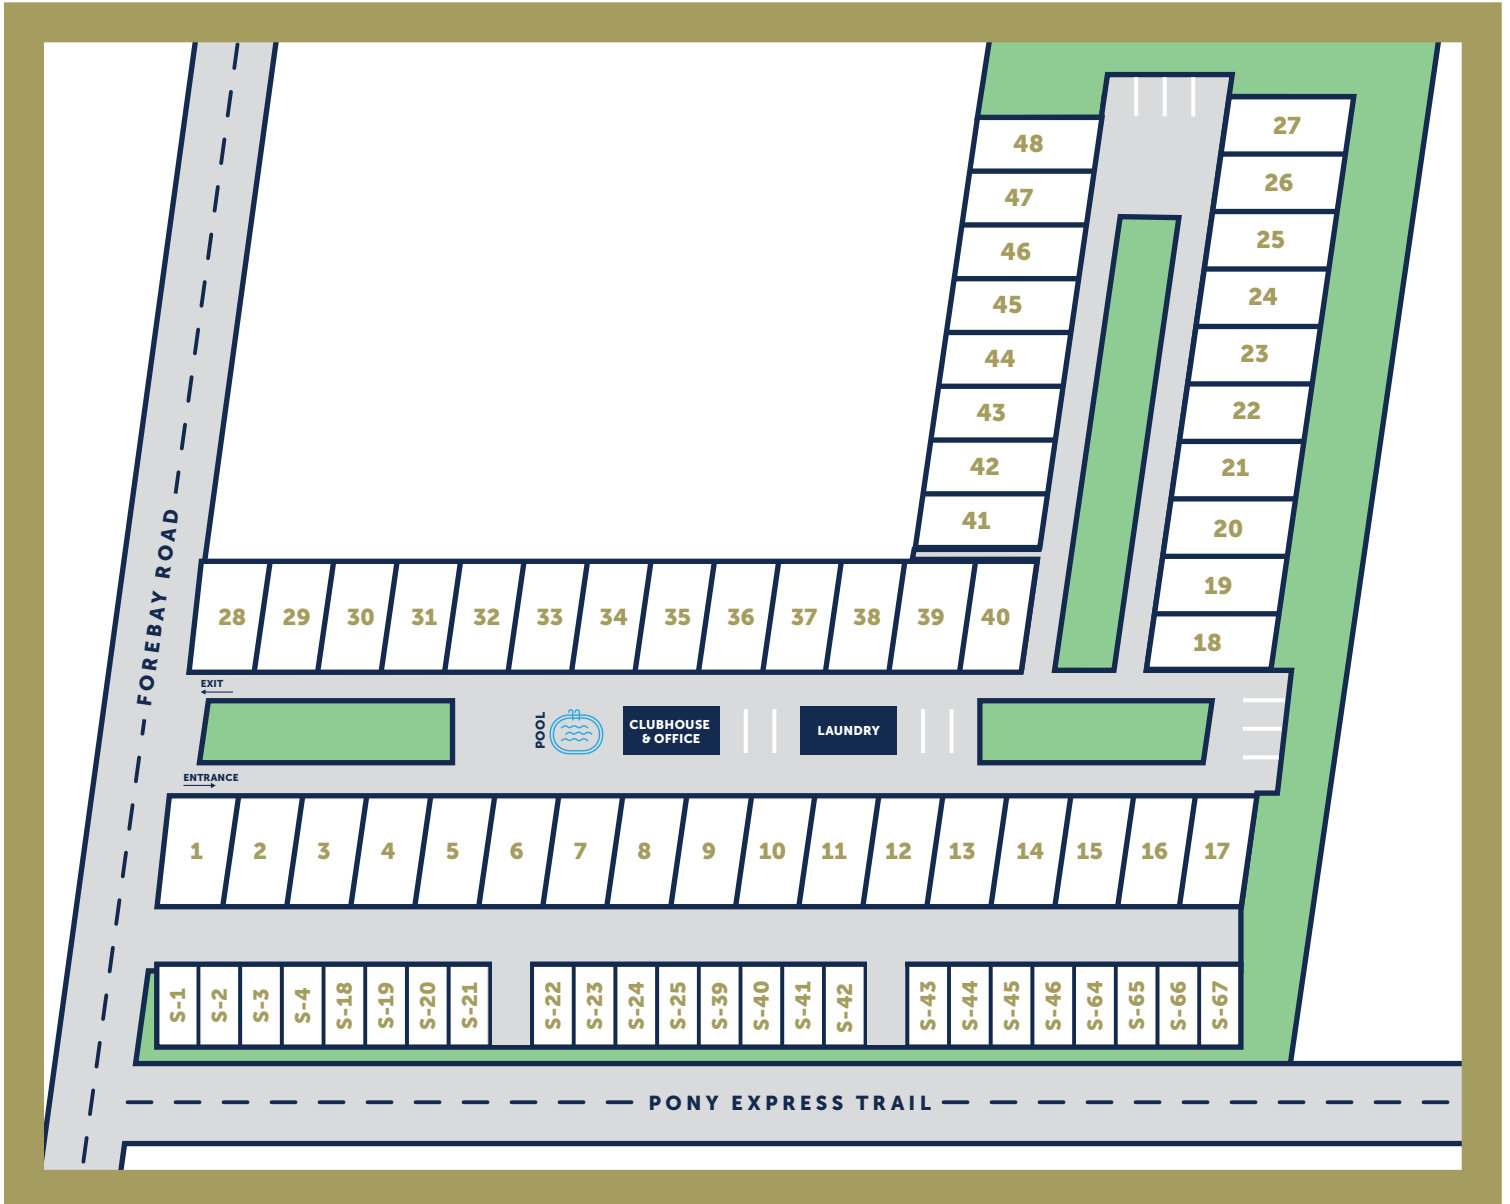 27
48
26
47
25
46
24
45
23
44
22
43
21
42
20
41
19
18
FOREBAY ROAD
28 29 30 31 32 33 34 35 36 37 38 39 40
EXIT
POOL
CLUBHOUSE
& OFFICE
LAUNDRY
ENTRANCE
1 2 3 4 5 6 7 8 9 10 11 12 13 14 15 16 17
S-1 S-2 S-3 S-4 S-18 S-19 S-20 S-21 S-22 S-23 S-24 S-25 S-39 S-40 S-41 S-42 S-43 S-44 S-45 S-46 S-64 S-65 S-66 S-67
PONY EXPRESS TRAIL